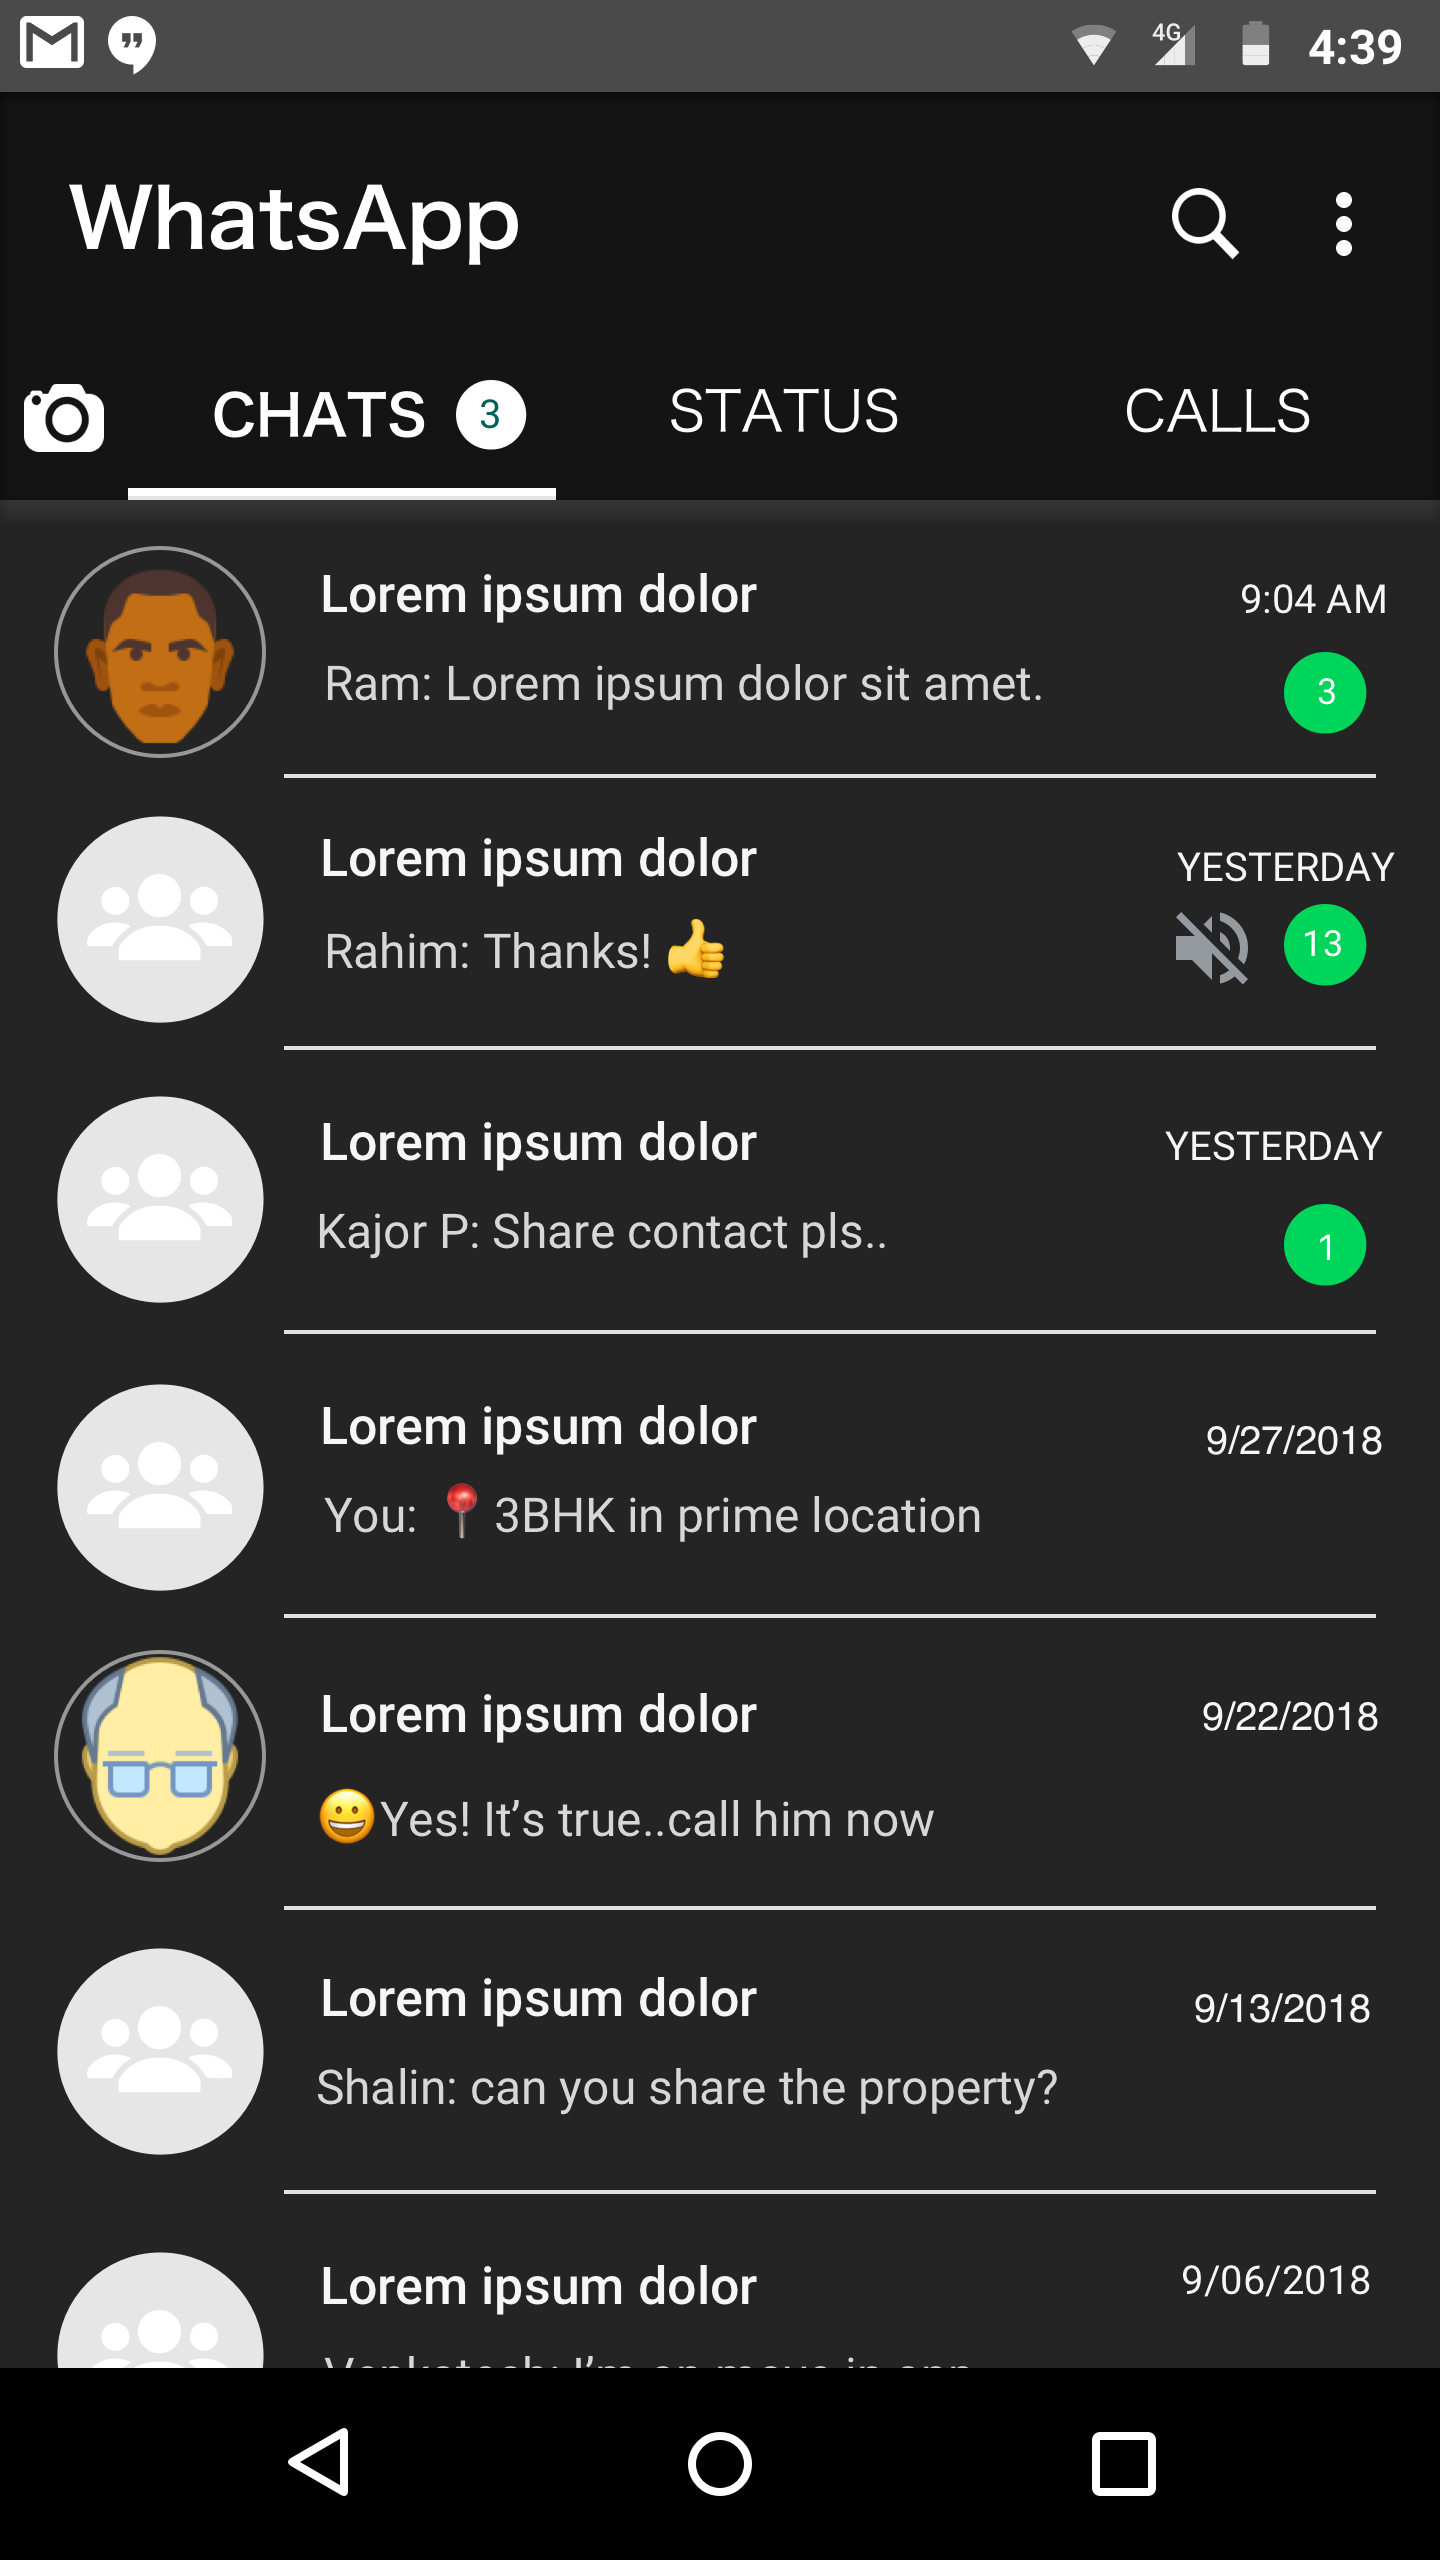 4G 4:39
WhatsApp
CHATS 3 STATUS CALLS
Lorem ipsum dolor 9:04 AM
Ram: Lorem ipsum dolor sit amet. 3
Lorem ipsum dolor YESTERDAY
Rahim: Thanks! 👍 13
Lorem ipsum dolor YESTERDAY
Kajor P: Share contact pls.. 1
Lorem ipsum dolor 9/27/2018
You: 📍 3BHK in prime location
Lorem ipsum dolor 9/22/2018
😀Yes! It’s true..call him now
Lorem ipsum dolor 9/13/2018
Shalin: can you share the property?
Lorem ipsum dolor 9/06/2018